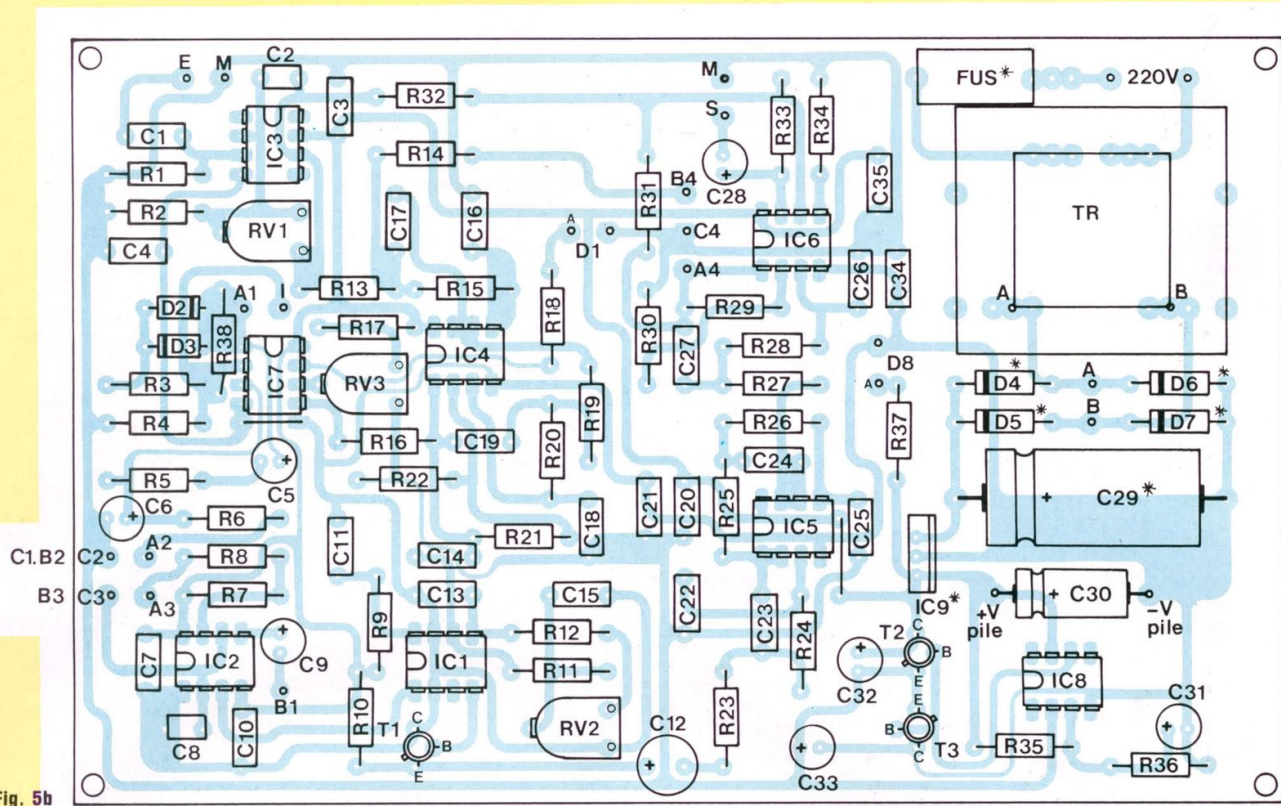 E M C2 M FUS* 220V
C3 R32 S R33 R34
C1 IC3 R14 C28 + C35
R1 R31 B4 TR
R2 RV1 C17 C16 A D1 C4 IC6
C4 A4 C26 C34
R13 R15 R18 R30 R29 A B
D2 A1 I R17 C27
D3 R38 IC7 RV3 IC4 R28 D8
R3 R19 R27 A D4 * A D6 *
R4 R16 C19 R20 R26 R37 D5 * B D7 *
R5 C5 + R22 C24 C29* +
C6 + R6 C11 C18 C21 C20 R25 IC5 C25
C1.B2 C2 A2 R8 C14 R21
B3 C3 A3 R7 C13 C15 C22 C23 R24 IC9* +V pile + C30 -V pile
R9 R12 C T2 B E
C7 IC2 C9 + IC1 R11 C32 + IC8
B1 R10 T1 C B E RV2 C12 + R23 C33 + E B C T3 C31 +
C8 C10 R35
R36
Fig. 5b